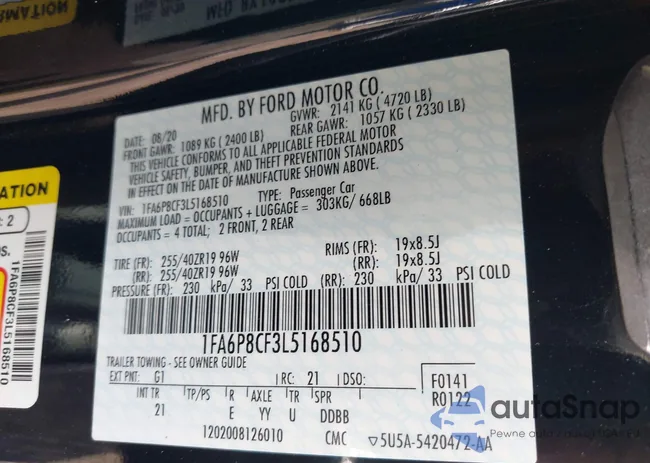 MFD. BY FORD MOTOR CO.
DATE: 08/20 GVWR: 2141 KG ( 4720 LB)
FRONT GAWR: 1089 KG ( 2400 LB) REAR GAWR: 1057 KG ( 2330 LB)
THIS VEHICLE CONFORMS TO ALL APPLICABLE FEDERAL MOTOR
VEHICLE SAFETY, BUMPER, AND THEFT PREVENTION STANDARDS
IN EFFECT ON THE DATE OF MANUFACTURE SHOWN ABOVE.
VIN: 1FA6P8CF3L5168510 TYPE: Passenger Car
MAXIMUM LOAD = OCCUPANTS + LUGGAGE = 303KG/ 668LB
OCCUPANTS = 4 TOTAL; 2 FRONT, 2 REAR
TIRE (FR): 255/40ZR19 96W RIMS (FR): 19x8.5J
(RR): 255/40ZR19 96W (RR): 19x8.5J
PRESSURE (FR): 230 kPa/ 33 PSI COLD (RR): 230 kPa/ 33 PSI COLD
1FA6P8CF3L5168510
TRAILER TOWING - SEE OWNER GUIDE
EXT PNT: G1 RC: 21 DSO: F0141
R0122
INT TR TP/PS R AXLE TR SPR
21 E YY U DDBB
1202008126010 CMC ▽5U5A-5420472-AA
1FA6P8CF3L5168510
autoSnap